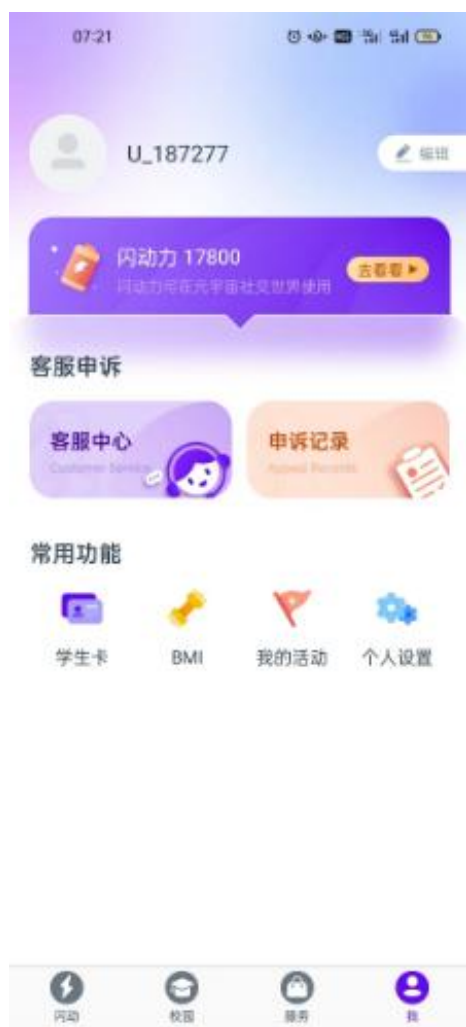 07:21
U_187277
编辑
闪动力 17800
去看看
闪动力可在元宇宙社交世界使用
客服申诉
客服中心 申诉记录
Customer Service Appeal Records
常用功能
学生卡 BMI 我的活动 个人设置
闪动 校园 服务 我